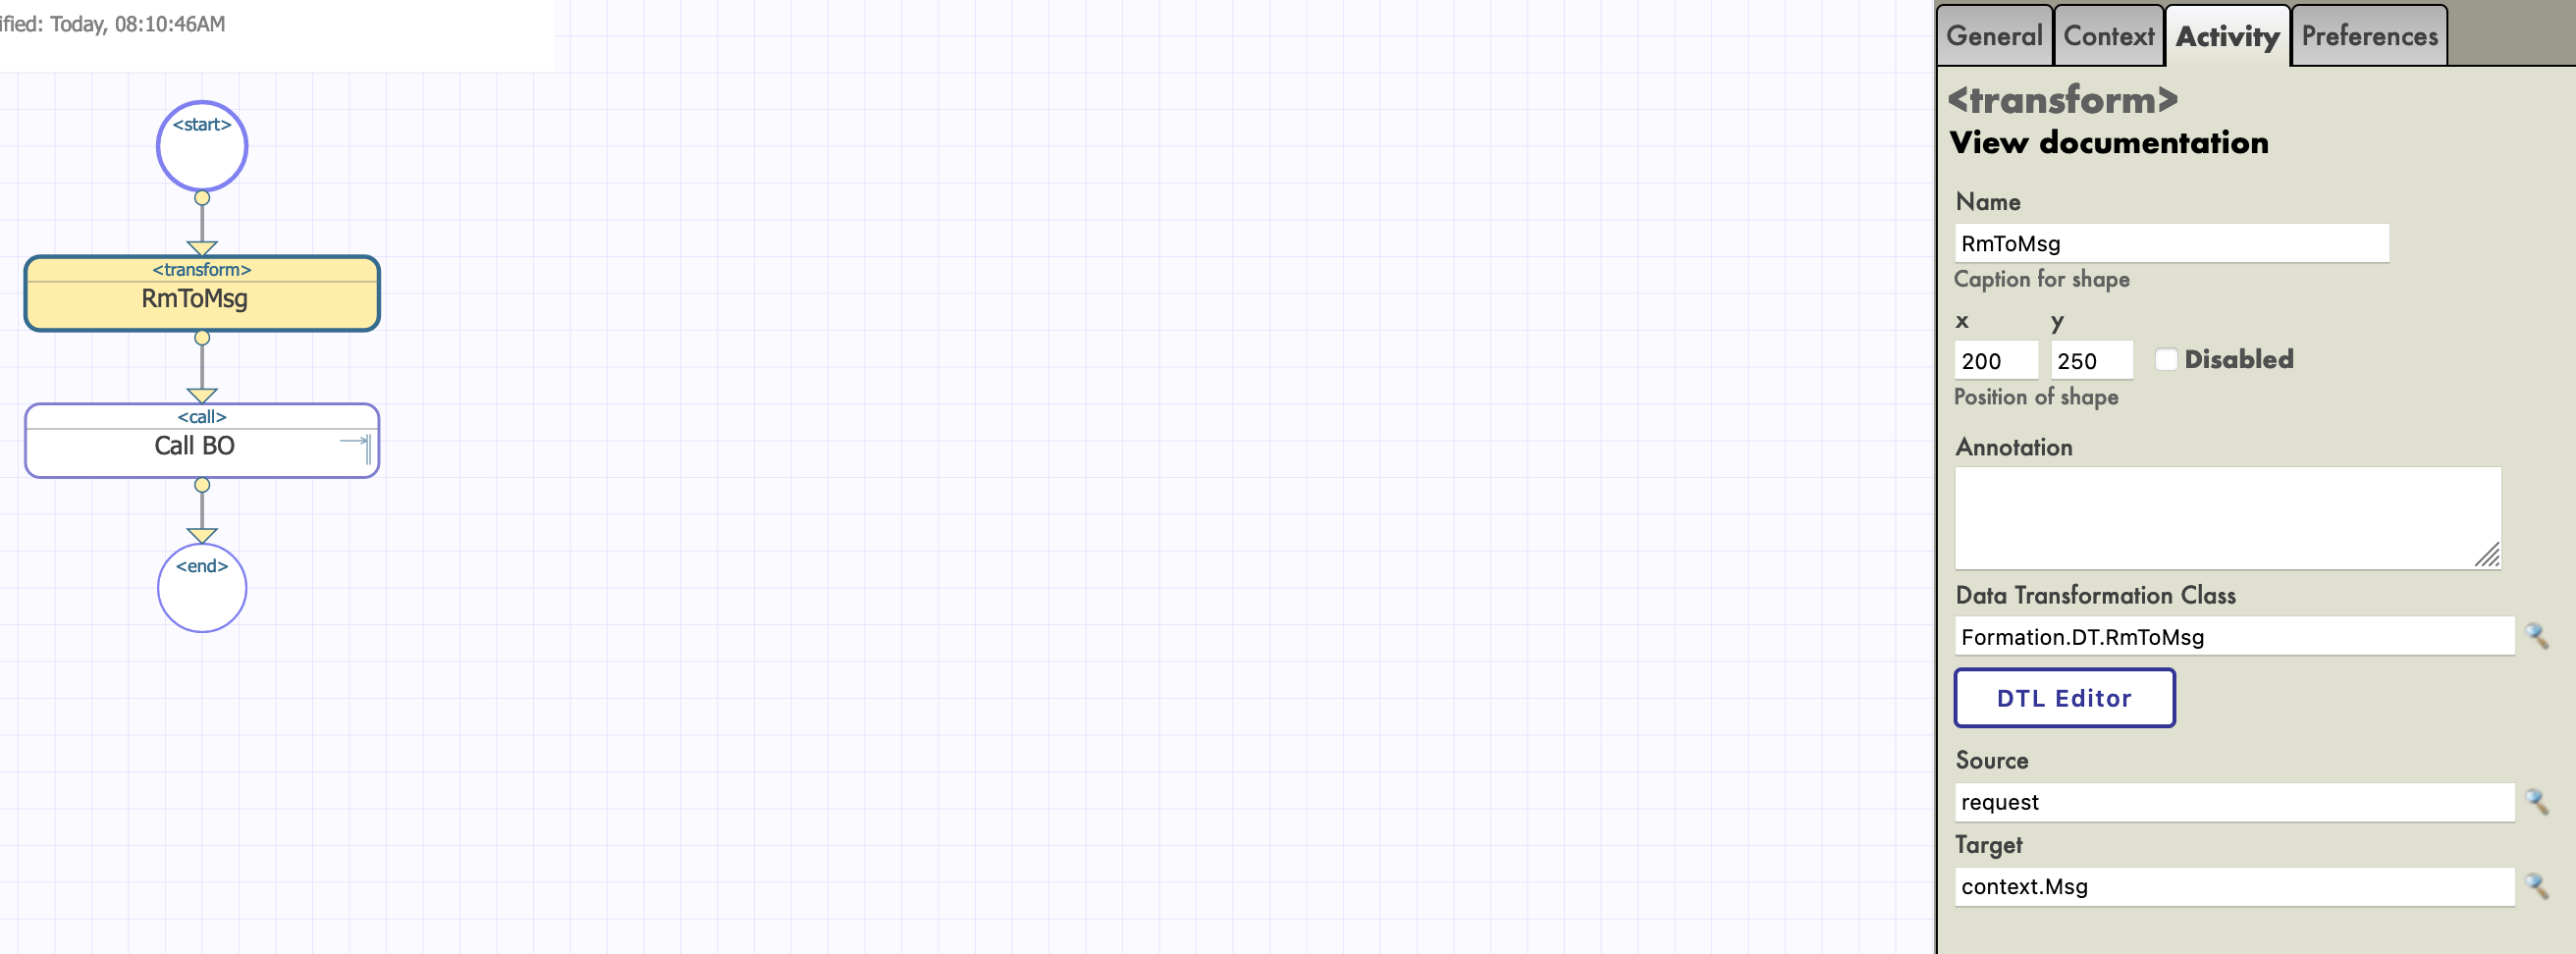 ified: Today, 08:10:46AM
<start>
<transform>
RmToMsg
<call>
Call BO
<end>
General Context Activity Preferences
<transform>
View documentation
Name
RmToMsg
Caption for shape
x y
200 250 Disabled
Position of shape
Annotation
Data Transformation Class
Formation.DT.RmToMsg
DTL Editor
Source
request
Target
context.Msg